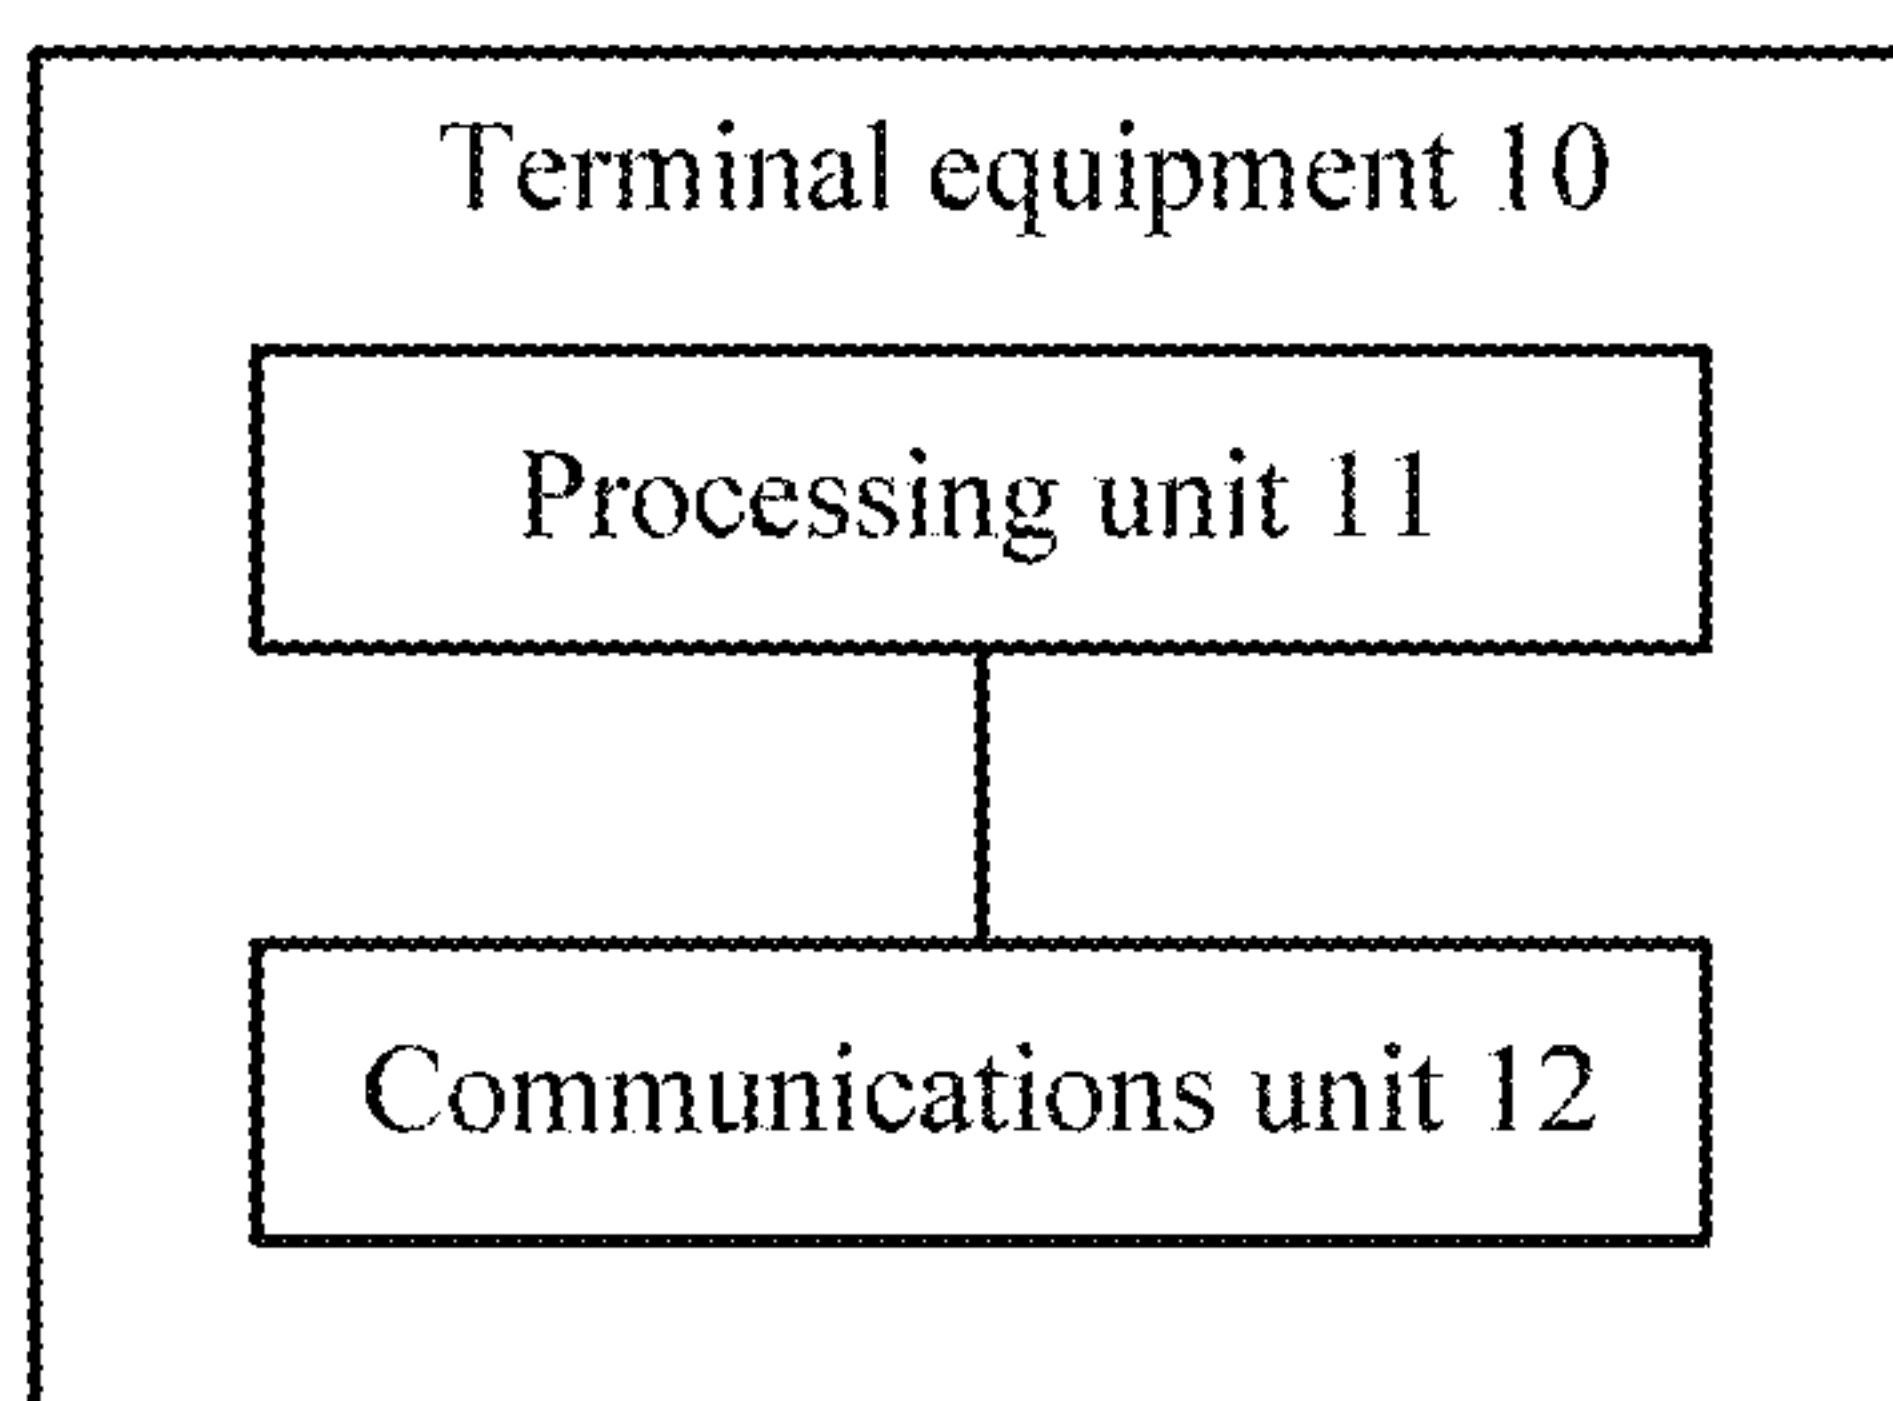 Terminal equipment 10
Processing unit 11
Communications unit 12